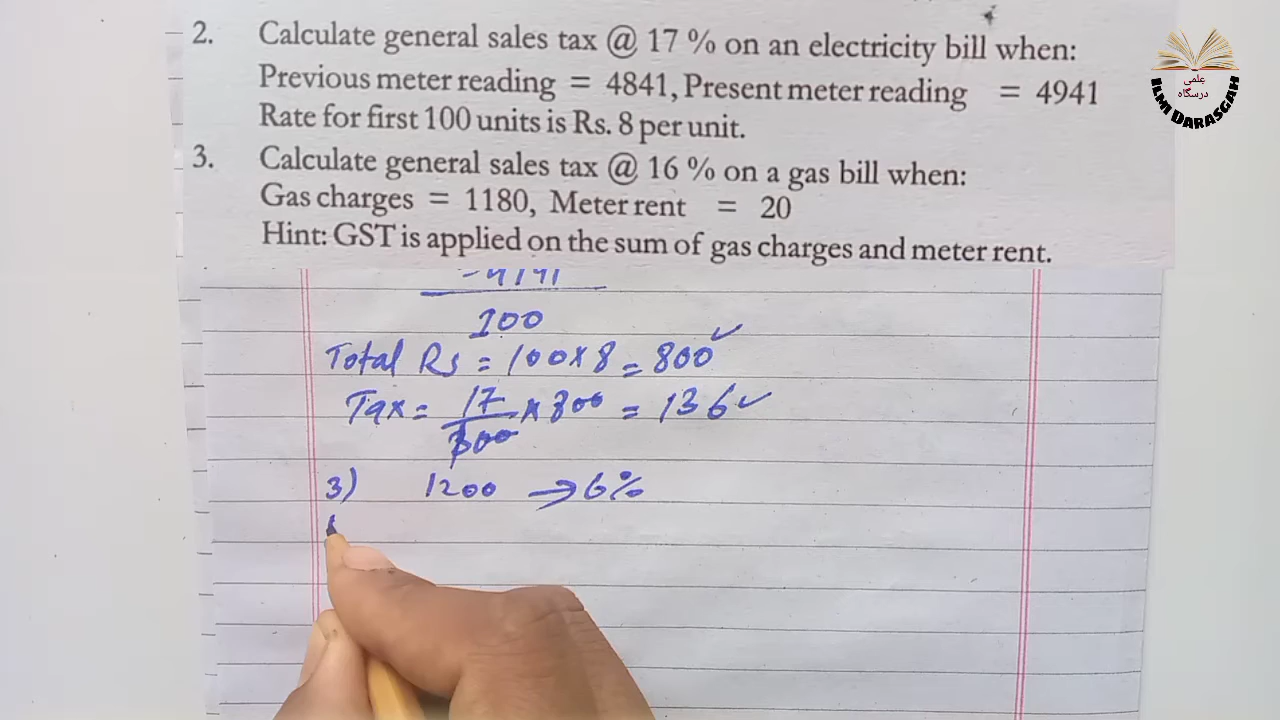 2. Calculate general sales tax @ 17 % on an electricity bill when:
Previous meter reading = 4841, Present meter reading = 4941
Rate for first 100 units is Rs. 8 per unit.
3. Calculate general sales tax @ 16 % on a gas bill when:
Gas charges = 1180, Meter rent = 20
Hint: GST is applied on the sum of gas charges and meter rent.
علمی
درسگاه
ILMI DARASGAH
100
Total Rs = 100 × 8 = 800 ✓
Tax = 17/100 × 800 = 136 ✓
3) 1200 → 6%